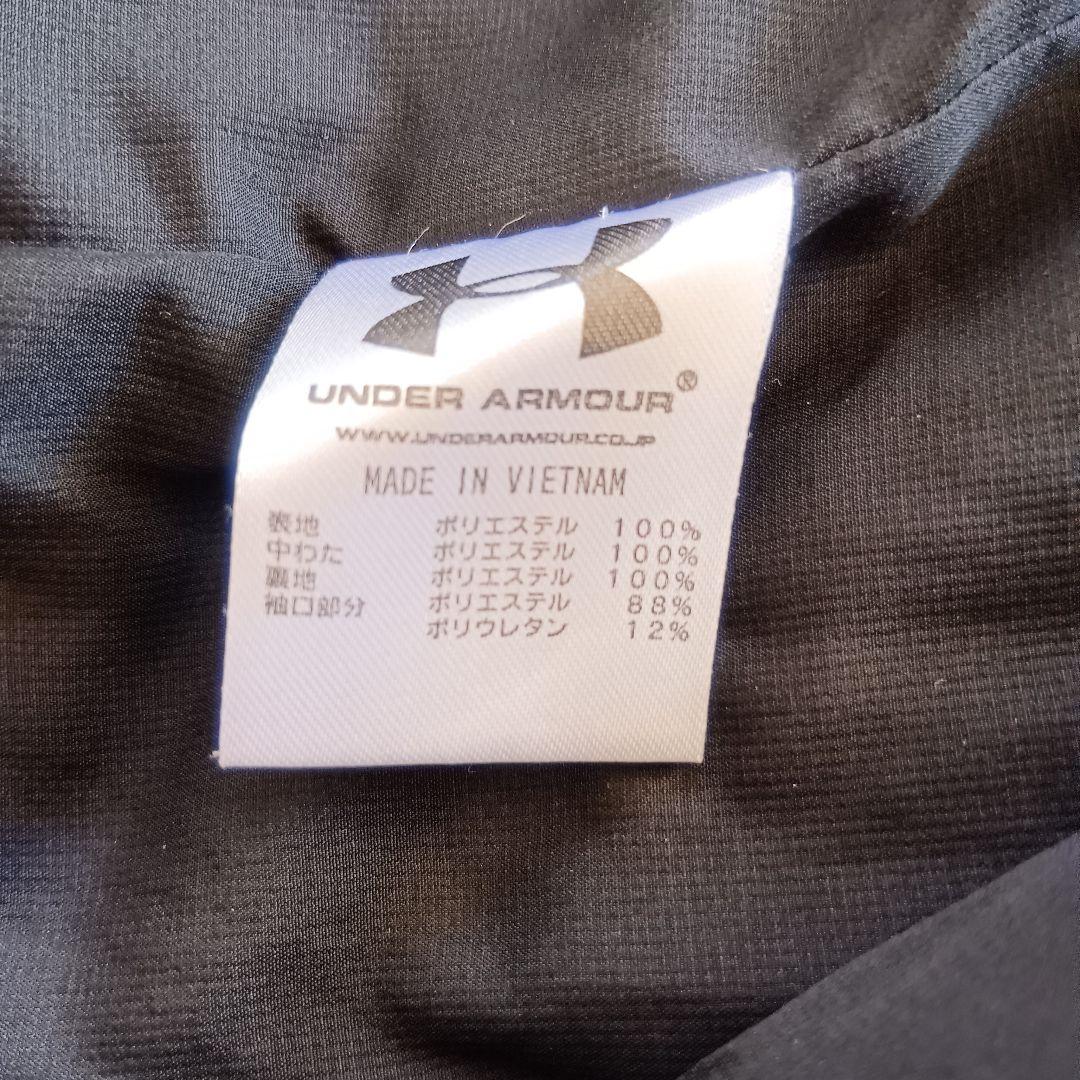 UNDER ARMOUR®
WWW.UNDERARMOUR.CO.JP
MADE IN VIETNAM
表地 ポリエステル 100%
中わた ポリエステル 100%
裏地 ポリエステル 100%
袖口部分 ポリエステル 88%
ポリウレタン 12%